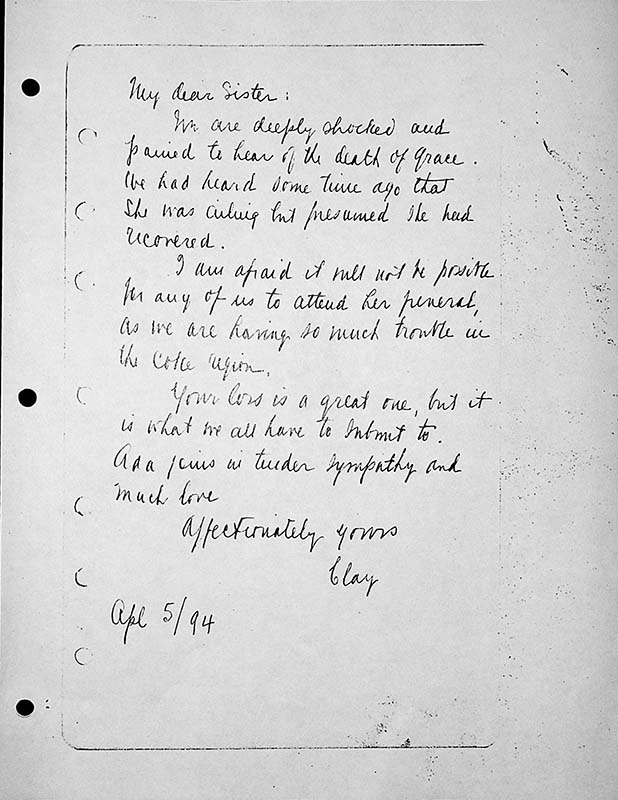 My dear Sister:
We are deeply shocked and
pained to hear of the death of Grace.
We had heard some time ago that
she was ailing but presumed she had
recovered.
I am afraid it will not be possible
for any of us to attend her funeral,
as we are having so much trouble in
the Coke region.
Your loss is a great one, but it
is what we all have to submit to.
Ada joins in tender sympathy and
much love
Affectionately yours
Clay
Apl 5/94